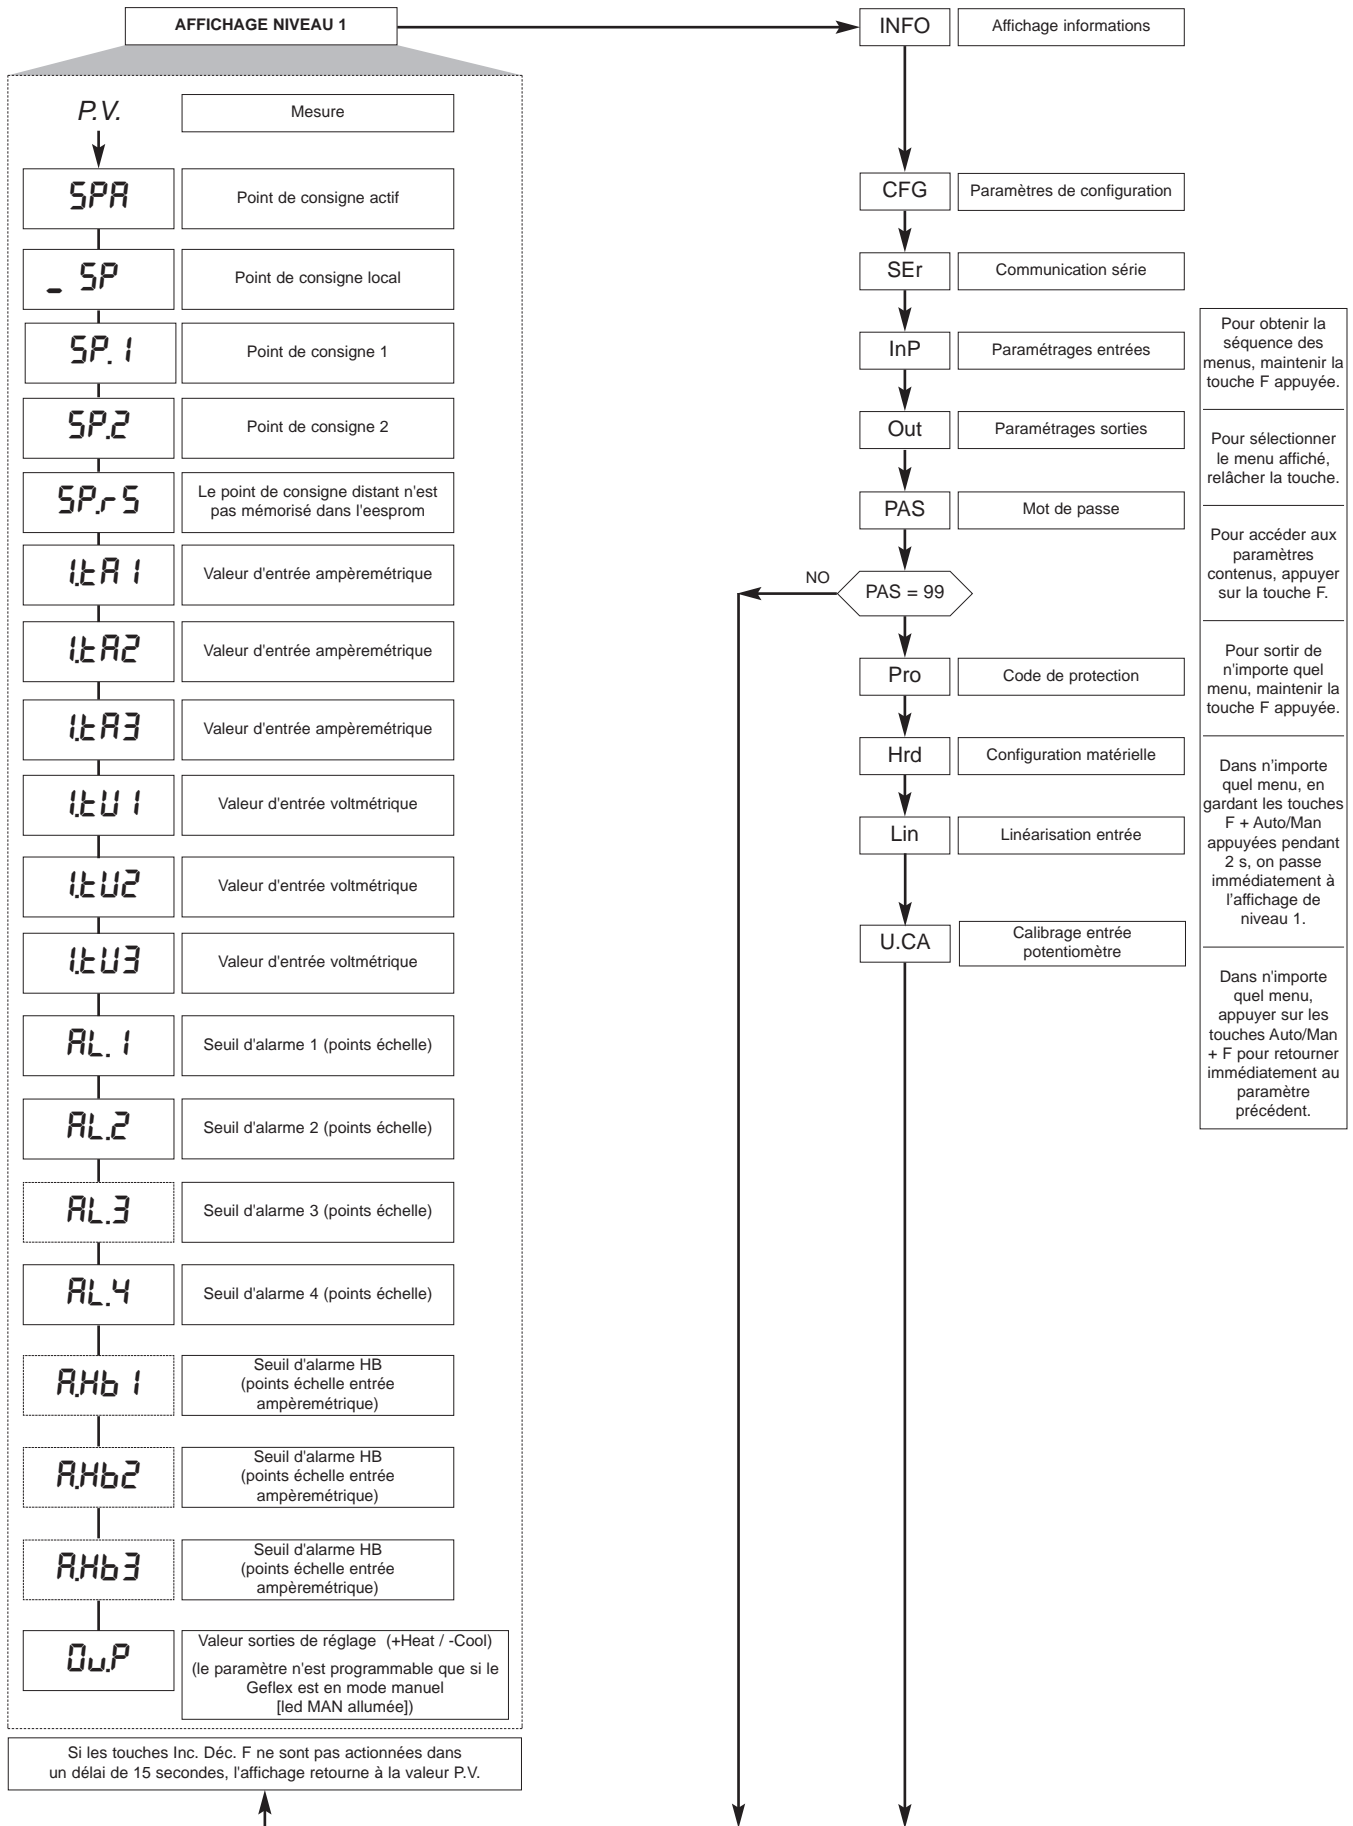 AFFICHAGE NIVEAU 1
P.V.
Mesure
SPA
Point de consigne actif
_ SP
Point de consigne local
SP.1
Point de consigne 1
SP.2
Point de consigne 2
SP.rS
Le point de consigne distant n'est
pas mémorisé dans l'eesprom
I.tA1
Valeur d'entrée ampèremétrique
I.tA2
Valeur d'entrée ampèremétrique
I.tA3
Valeur d'entrée ampèremétrique
I.tU1
Valeur d'entrée voltmétrique
I.tU2
Valeur d'entrée voltmétrique
I.tU3
Valeur d'entrée voltmétrique
AL.1
Seuil d'alarme 1 (points échelle)
AL.2
Seuil d'alarme 2 (points échelle)
AL.3
Seuil d'alarme 3 (points échelle)
AL.4
Seuil d'alarme 4 (points échelle)
A.Hb1
Seuil d'alarme HB
(points échelle entrée
ampèremétrique)
A.Hb2
Seuil d'alarme HB
(points échelle entrée
ampèremétrique)
A.Hb3
Seuil d'alarme HB
(points échelle entrée
ampèremétrique)
Ou.P
Valeur sorties de réglage (+Heat / -Cool)
(le paramètre n'est programmable que si le
Geflex est en mode manuel
[led MAN allumée])
Si les touches Inc. Déc. F ne sont pas actionnées dans
un délai de 15 secondes, l'affichage retourne à la valeur P.V.
INFO
Affichage informations
CFG
Paramètres de configuration
SEr
Communication série
InP
Paramétrages entrées
Out
Paramétrages sorties
PAS
Mot de passe
NO
PAS = 99
Pro
Code de protection
Hrd
Configuration matérielle
Lin
Linéarisation entrée
U.CA
Calibrage entrée
potentiomètre
Pour obtenir la
séquence des
menus, maintenir la
touche F appuyée.
Pour sélectionner
le menu affiché,
relâcher la touche.
Pour accéder aux
paramètres
contenus, appuyer
sur la touche F.
Pour sortir de
n'importe quel
menu, maintenir la
touche F appuyée.
Dans n'importe
quel menu, en
gardant les touches
F + Auto/Man
appuyées pendant
2 s, on passe
immédiatement à
l'affichage de
niveau 1.
Dans n'importe
quel menu,
appuyer sur les
touches Auto/Man
+ F pour retourner
immédiatement au
paramètre
précédent.